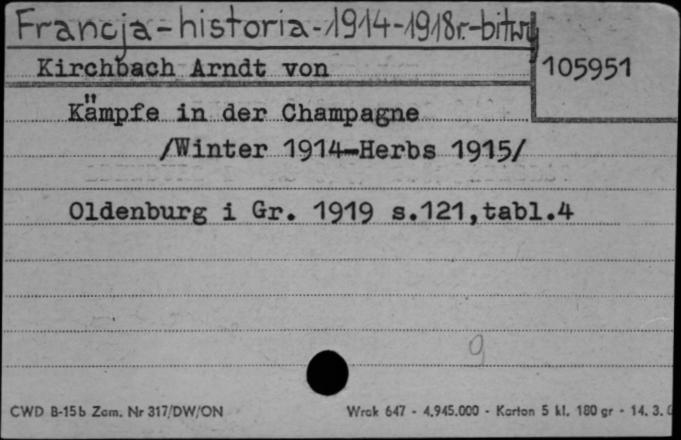 Francja-historia-1914-1918r.-bitwy
105951
Kirchbach Arndt von
Kämpfe in der Champagne
/Winter 1914-Herbs 1915/
Oldenburg i Gr. 1919 s.121,tabl.4
9
CWD B-15b Zam. Nr 317/DW/ON
Wrak 647 - 4.945.000 - Karton 5 kl. 180 gr - 14. 3.